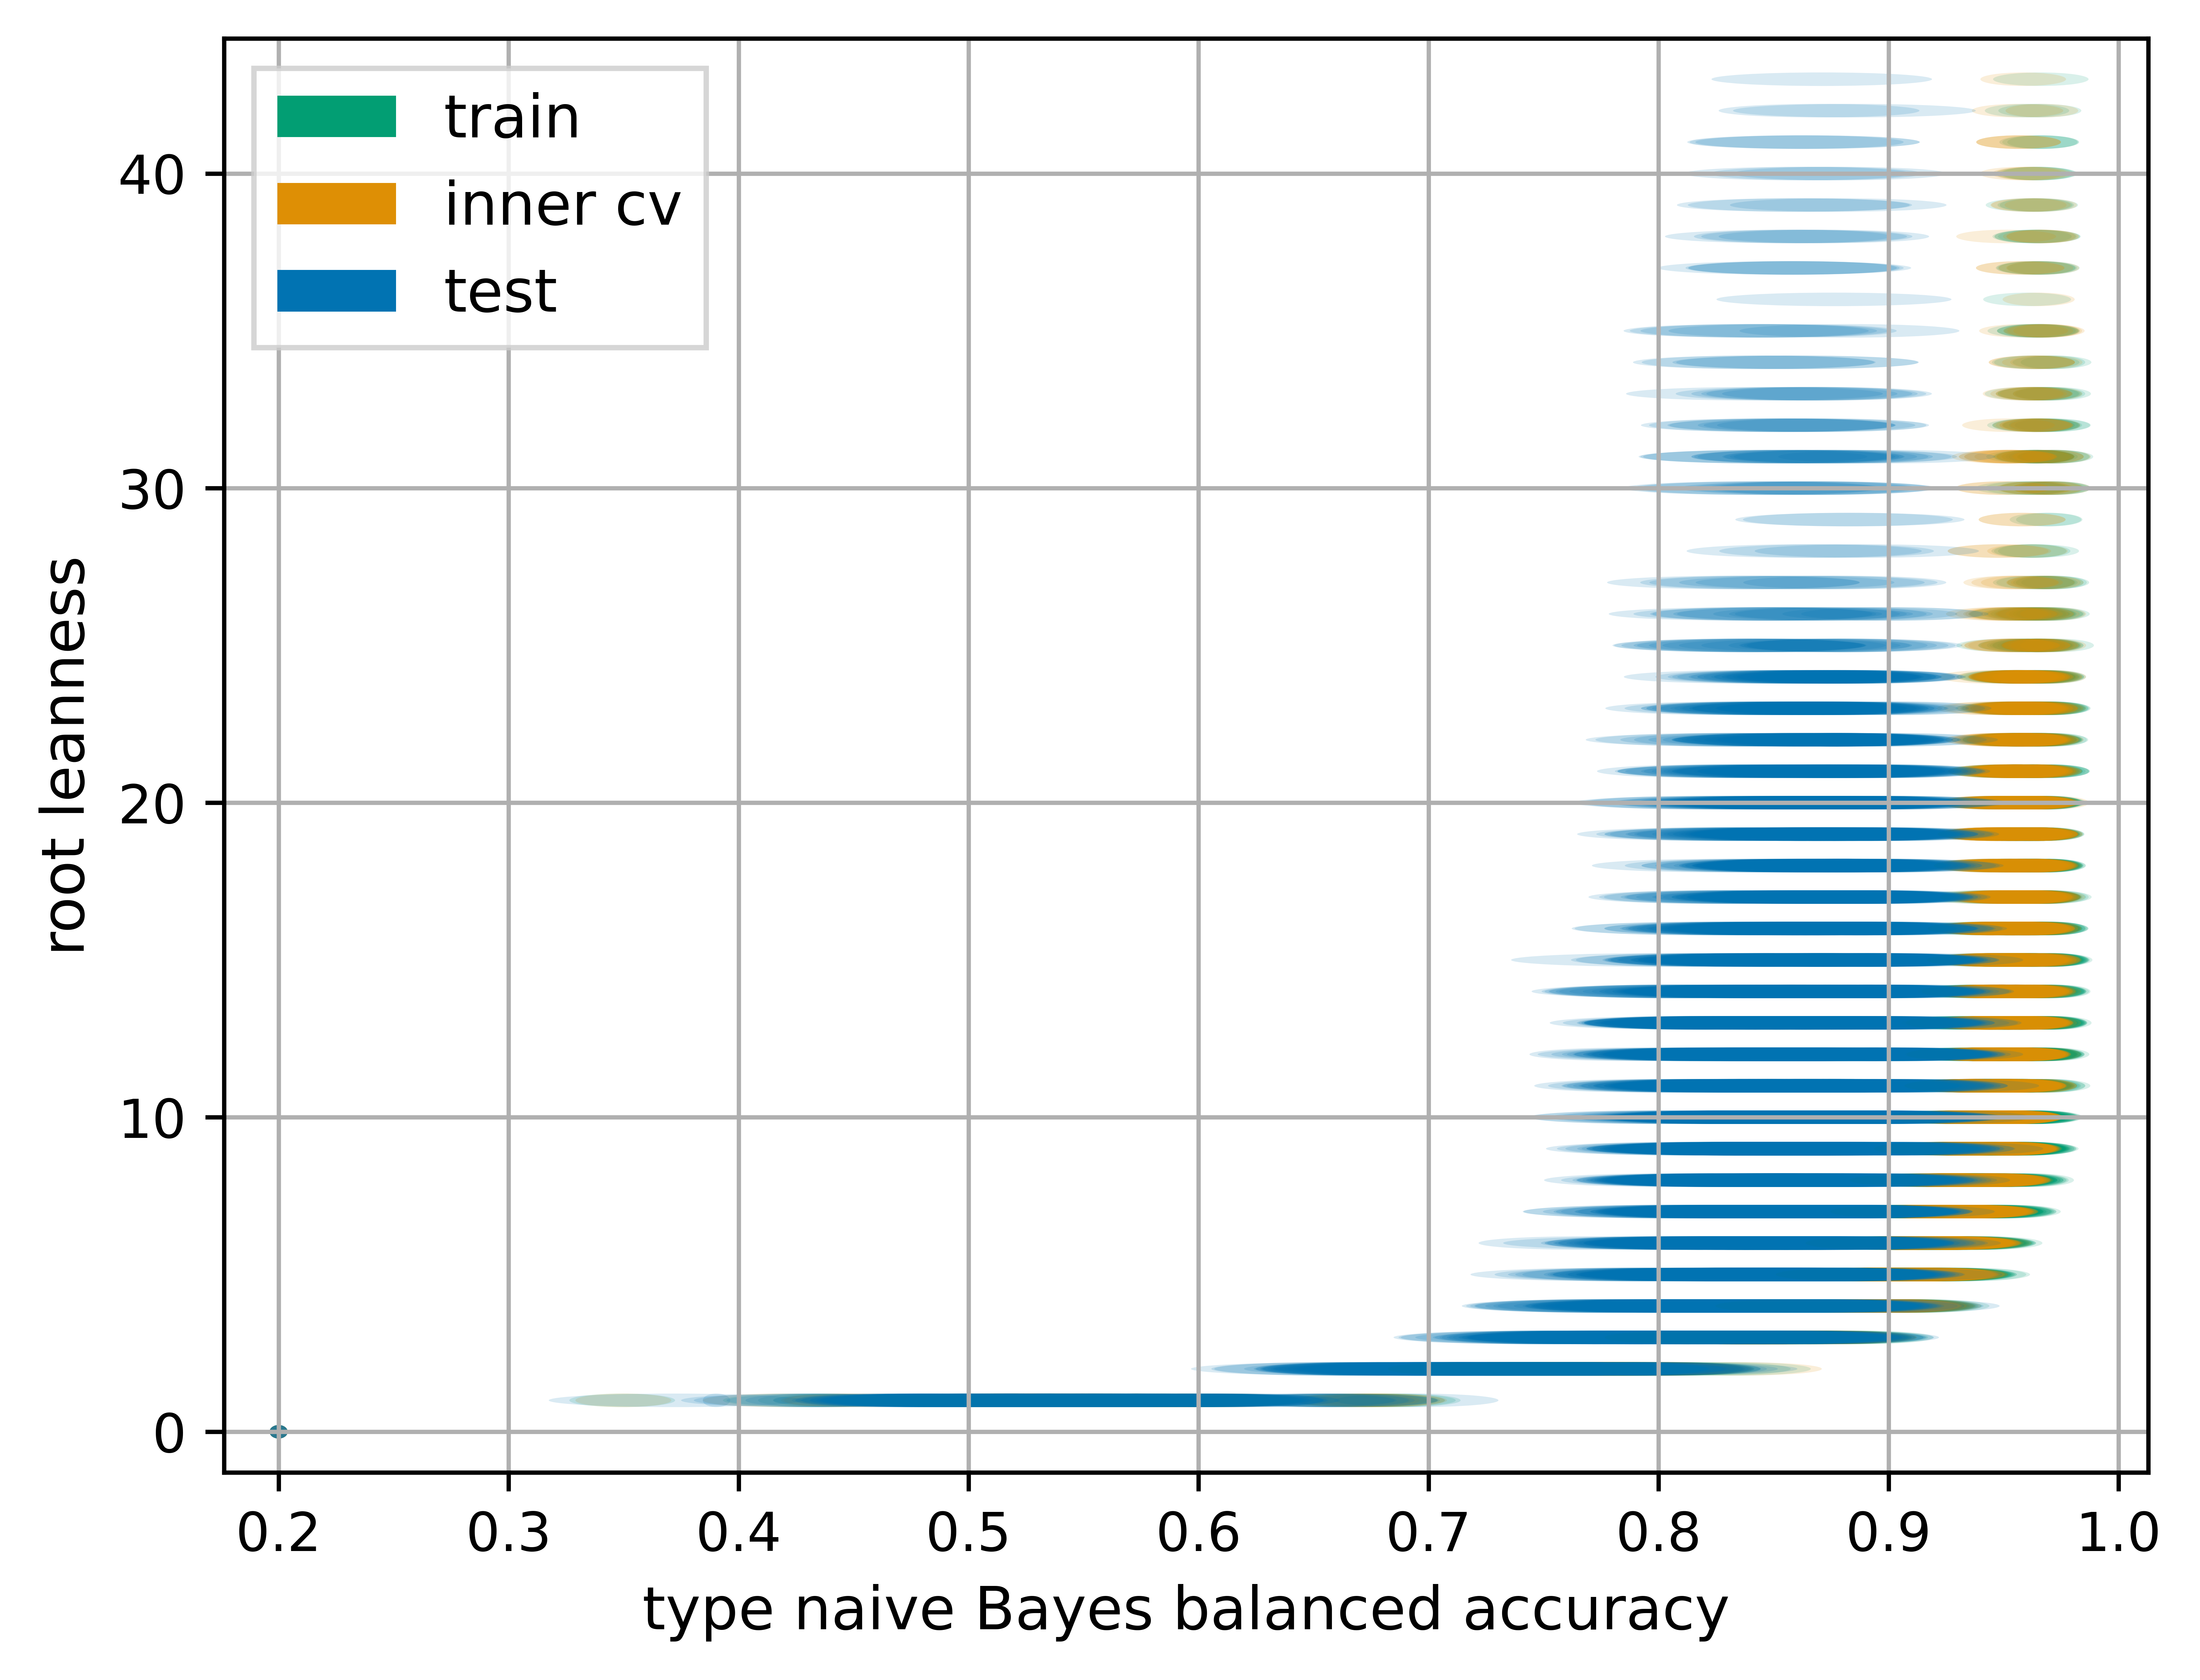 train
inner cv
test
40
30
20
10
0
root leanness
0.2 0.3 0.4 0.5 0.6 0.7 0.8 0.9 1.0
type naive Bayes balanced accuracy